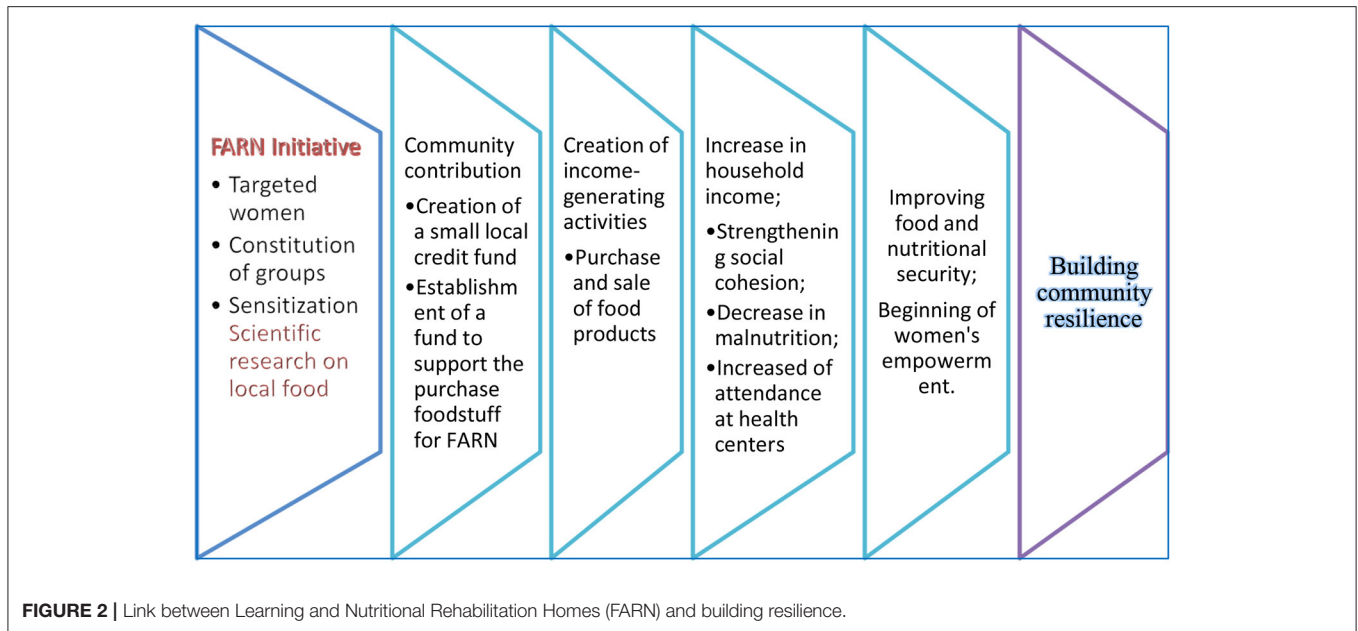 FARN Initiative
• Targeted
women
• Constitution
of groups
• Sensitization
Scientific
research on
local food
Community
contribution
•Creation of
a small local
credit fund
•Establishm
ent of a
fund to
support the
purchase
foodstuff
for FARN
Creation of
income-
generating
activities
•Purchase
and sale
of food
products
Increase in
household
income;
•Strengthenin
g social
cohesion;
•Decrease in
malnutrition;
•Increased of
attendance
at health
centers
Improving
food and
nutritional
security;
Beginning of
women's
empowerm
ent.
Building
community
resilience
FIGURE 2 | Link between Learning and Nutritional Rehabilitation Homes (FARN) and building resilience.